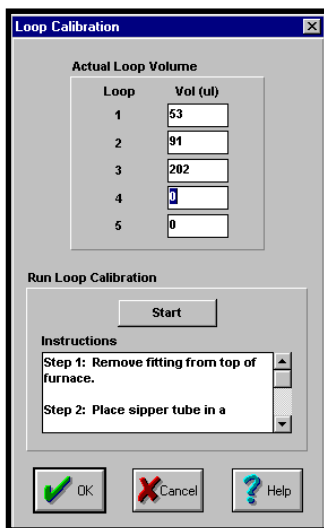 Loop Calibration
Actual Loop Volume
Loop Vol (ul)
1 53
2 91
3 202
4 0
5 0
Run Loop Calibration
Start
Instructions
Step 1: Remove fitting from top of
furnace.
Step 2: Place sipper tube in a
OK Cancel Help